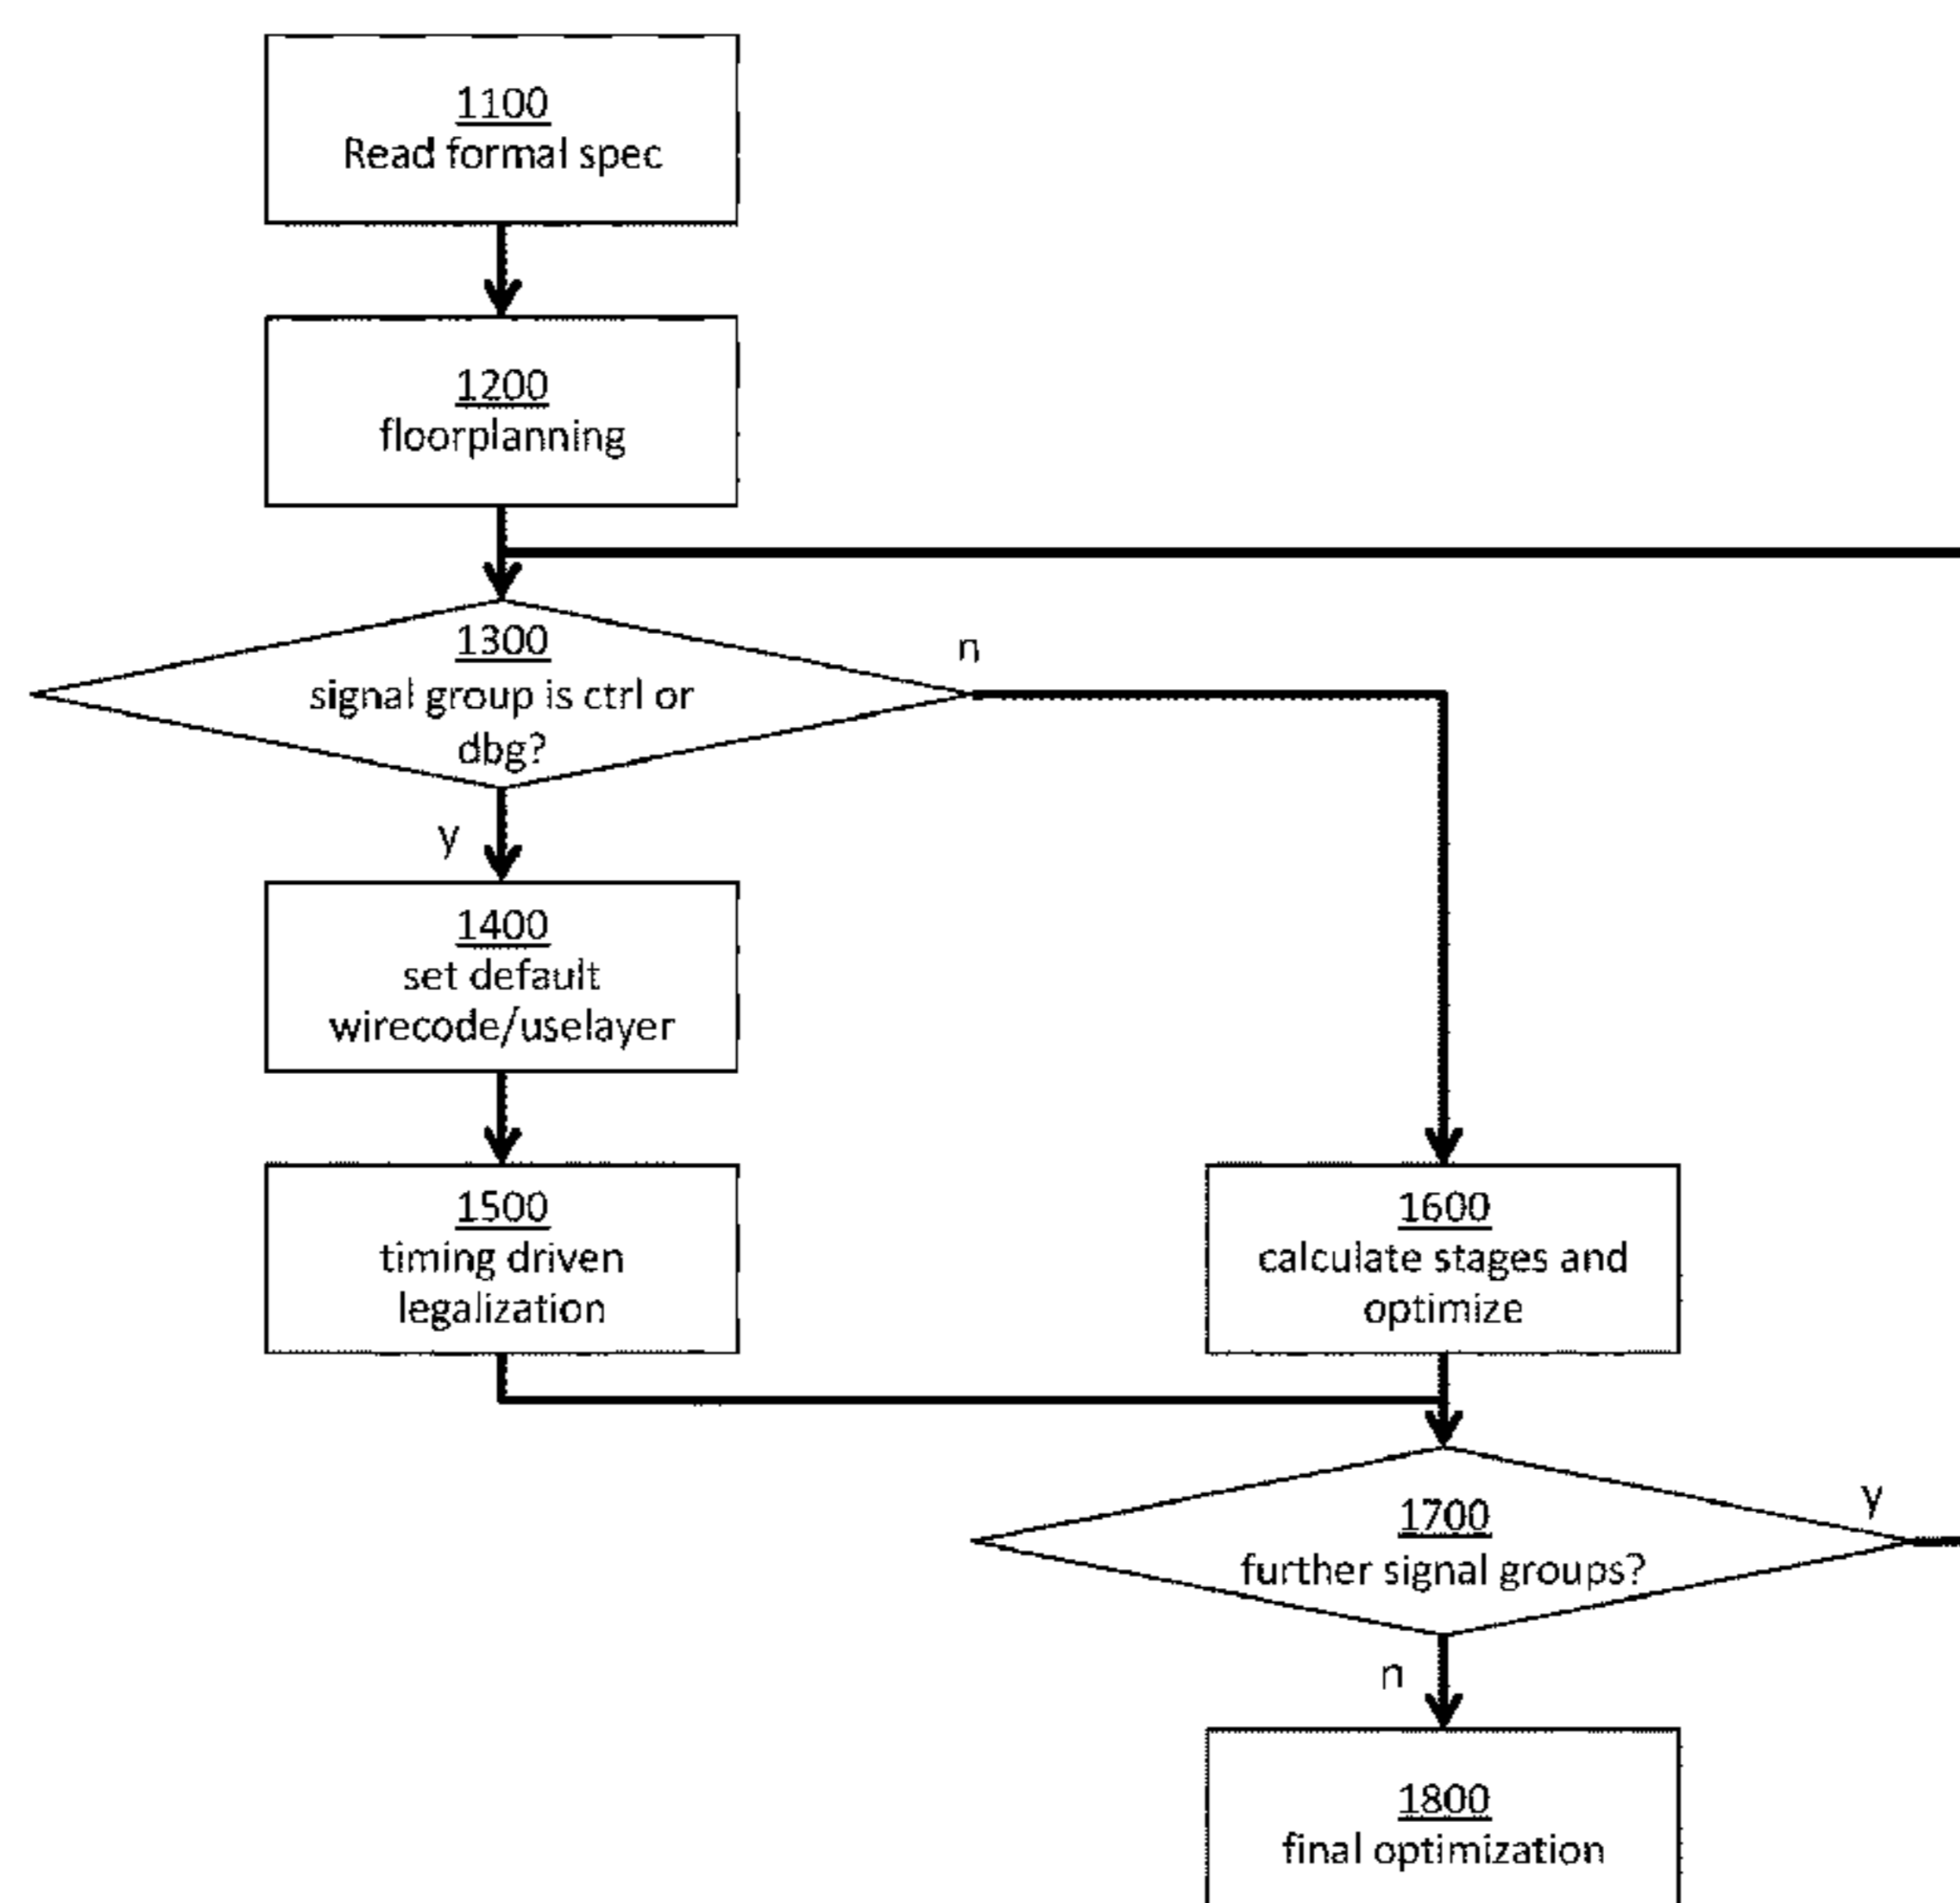 1100
Read formal spec
1200
floorplanning
1300
signal group is ctrl or
dbg?
n
y
1400
set default
wirecode/uselayer
1500
timing driven
legalization
1600
calculate stages and
optimize
1700
further signal groups?
y
n
1800
final optimization